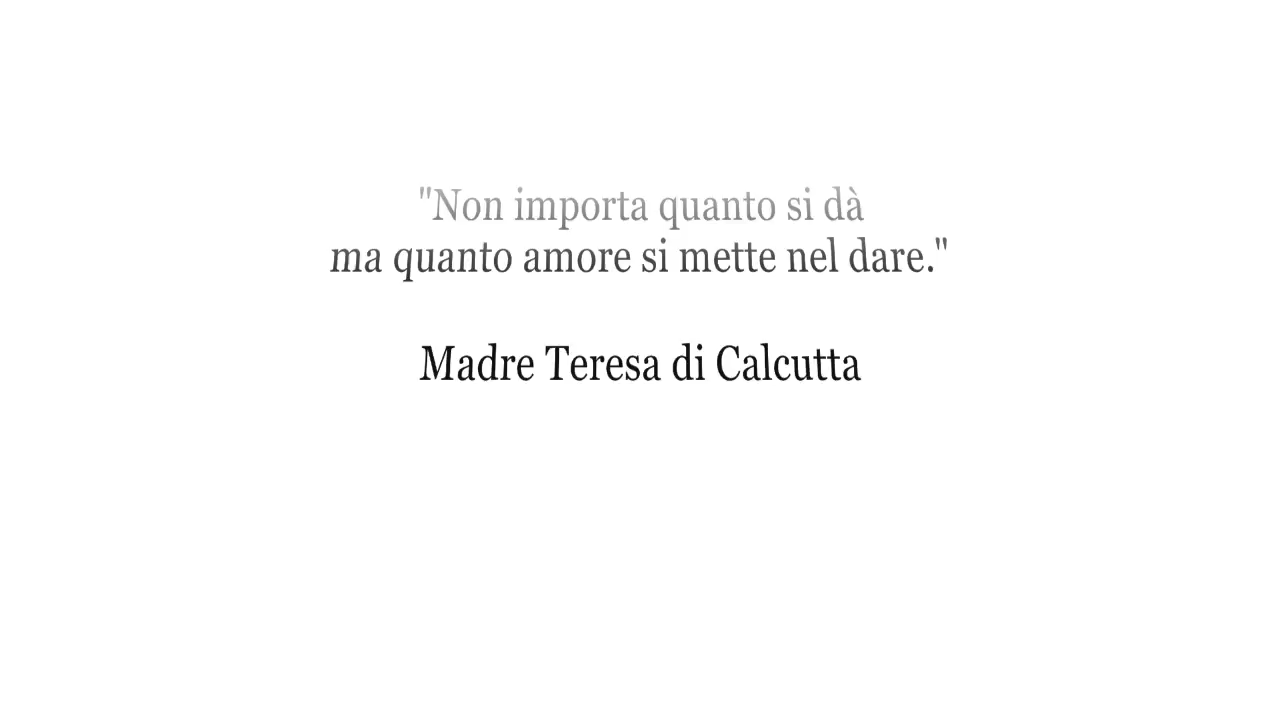 "Non importa quanto si dà
ma quanto amore si mette nel dare."
Madre Teresa di Calcutta